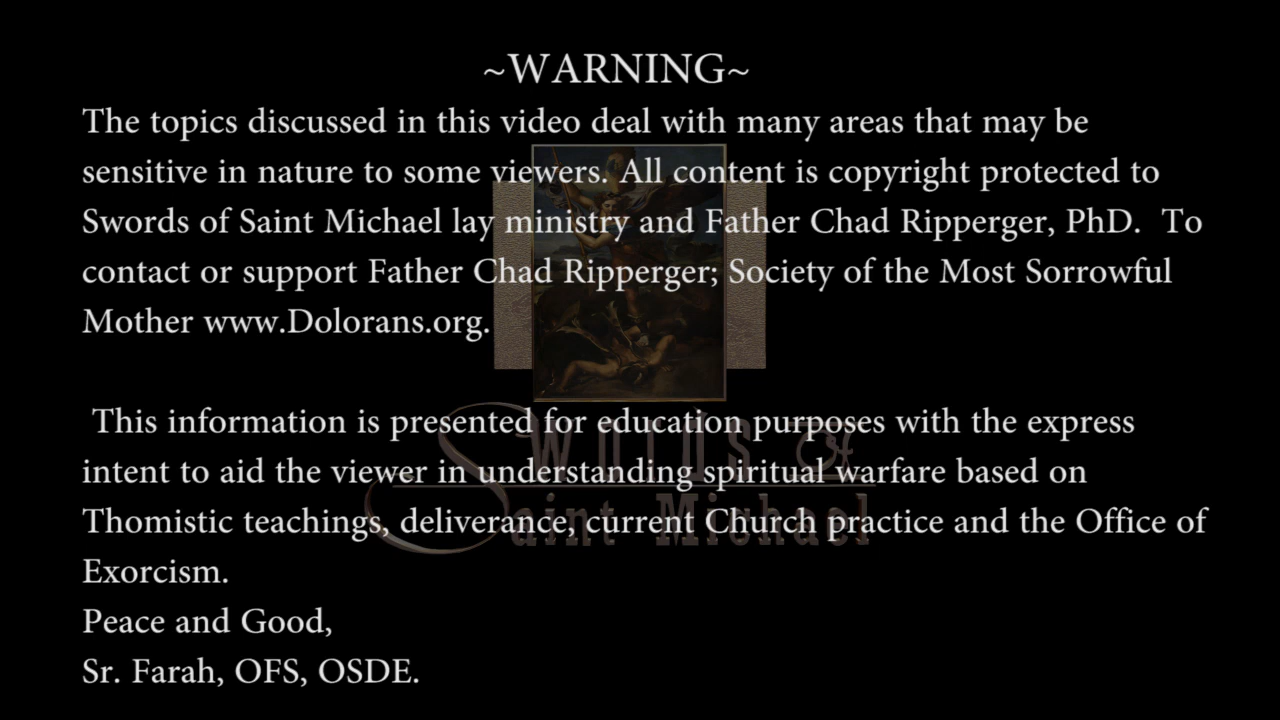 ~WARNING~
The topics discussed in this video deal with many areas that may be
sensitive in nature to some viewers. All content is copyright protected to
Swords of Saint Michael lay ministry and Father Chad Ripperger, PhD.  To
contact or support Father Chad Ripperger; Society of the Most Sorrowful
Mother www.Dolorans.org.
This information is presented for education purposes with the express
intent to aid the viewer in understanding spiritual warfare based on
Thomistic teachings, deliverance, current Church practice and the Office of
Exorcism.
Peace and Good,
Sr. Farah, OFS, OSDE.
Swords Of
Saint Michael